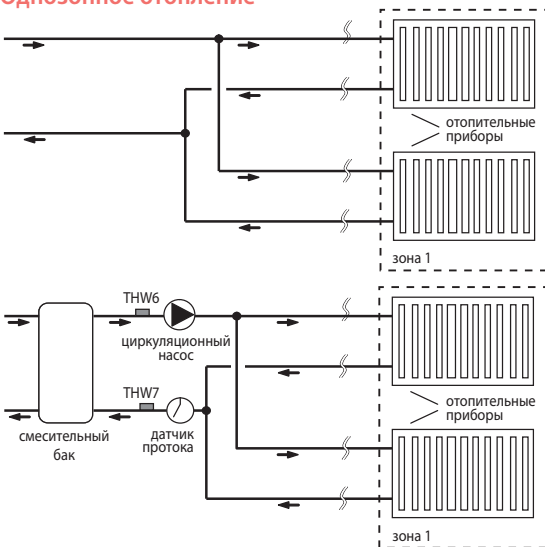 Однозонное отопление
отопительные
приборы
зона 1
THW6
циркуляционный
насос
THW7
смесительный
бак
датчик
протока
отопительные
приборы
зона 1